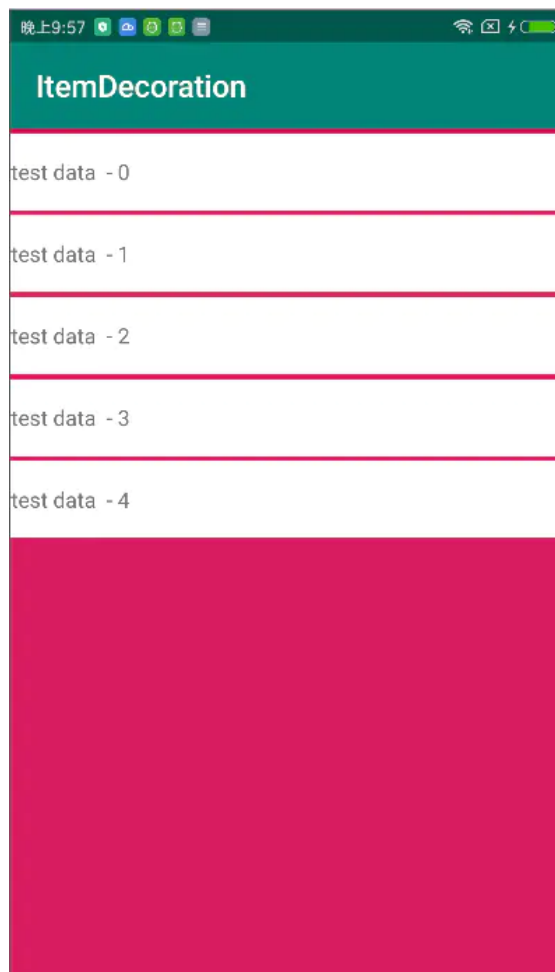 晚上9:57
ItemDecoration
test data - 0
test data - 1
test data - 2
test data - 3
test data - 4